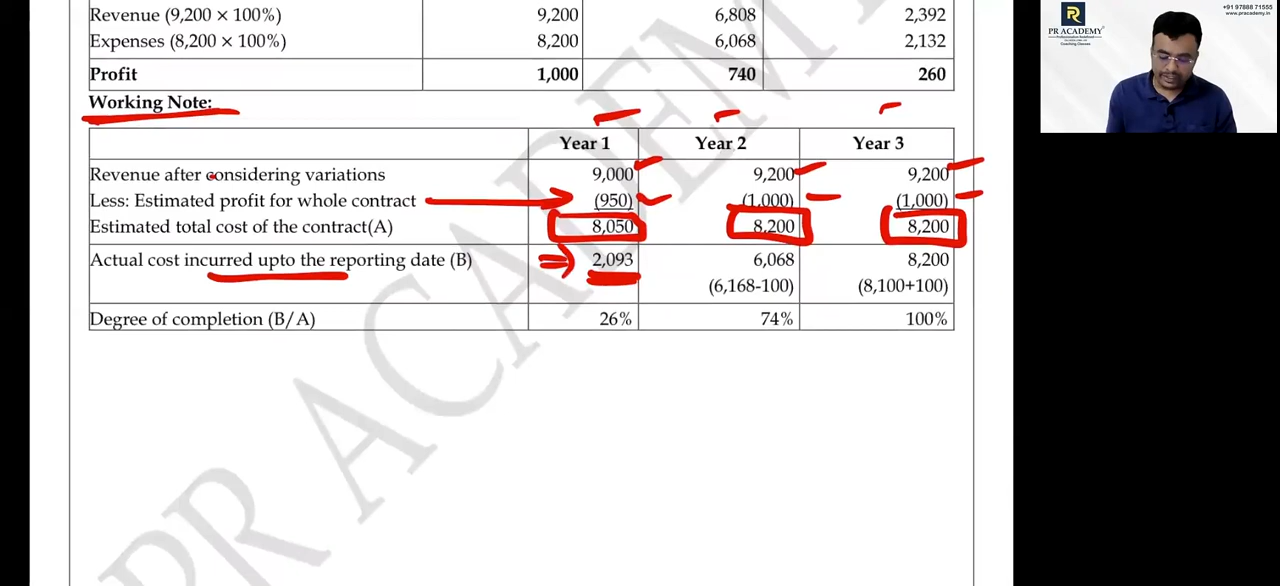 Revenue (9,200 × 100%) 9,200 6,808 2,392
Expenses (8,200 × 100%) 8,200 6,068 2,132
Profit 1,000 740 260
Working Note:
Year 1 Year 2 Year 3
Revenue after considering variations 9,000 9,200 9,200
Less: Estimated profit for whole contract (950) (1,000) (1,000)
Estimated total cost of the contract(A) 8,050 8,200 8,200
Actual cost incurred upto the reporting date (B) 2,093 6,068 8,200
(6,168-100) (8,100+100)
Degree of completion (B/A) 26% 74% 100%
PR ACADEMY
PR ACADEMY
Coaching Classes
+91 97888 71555
www.pracademy.in